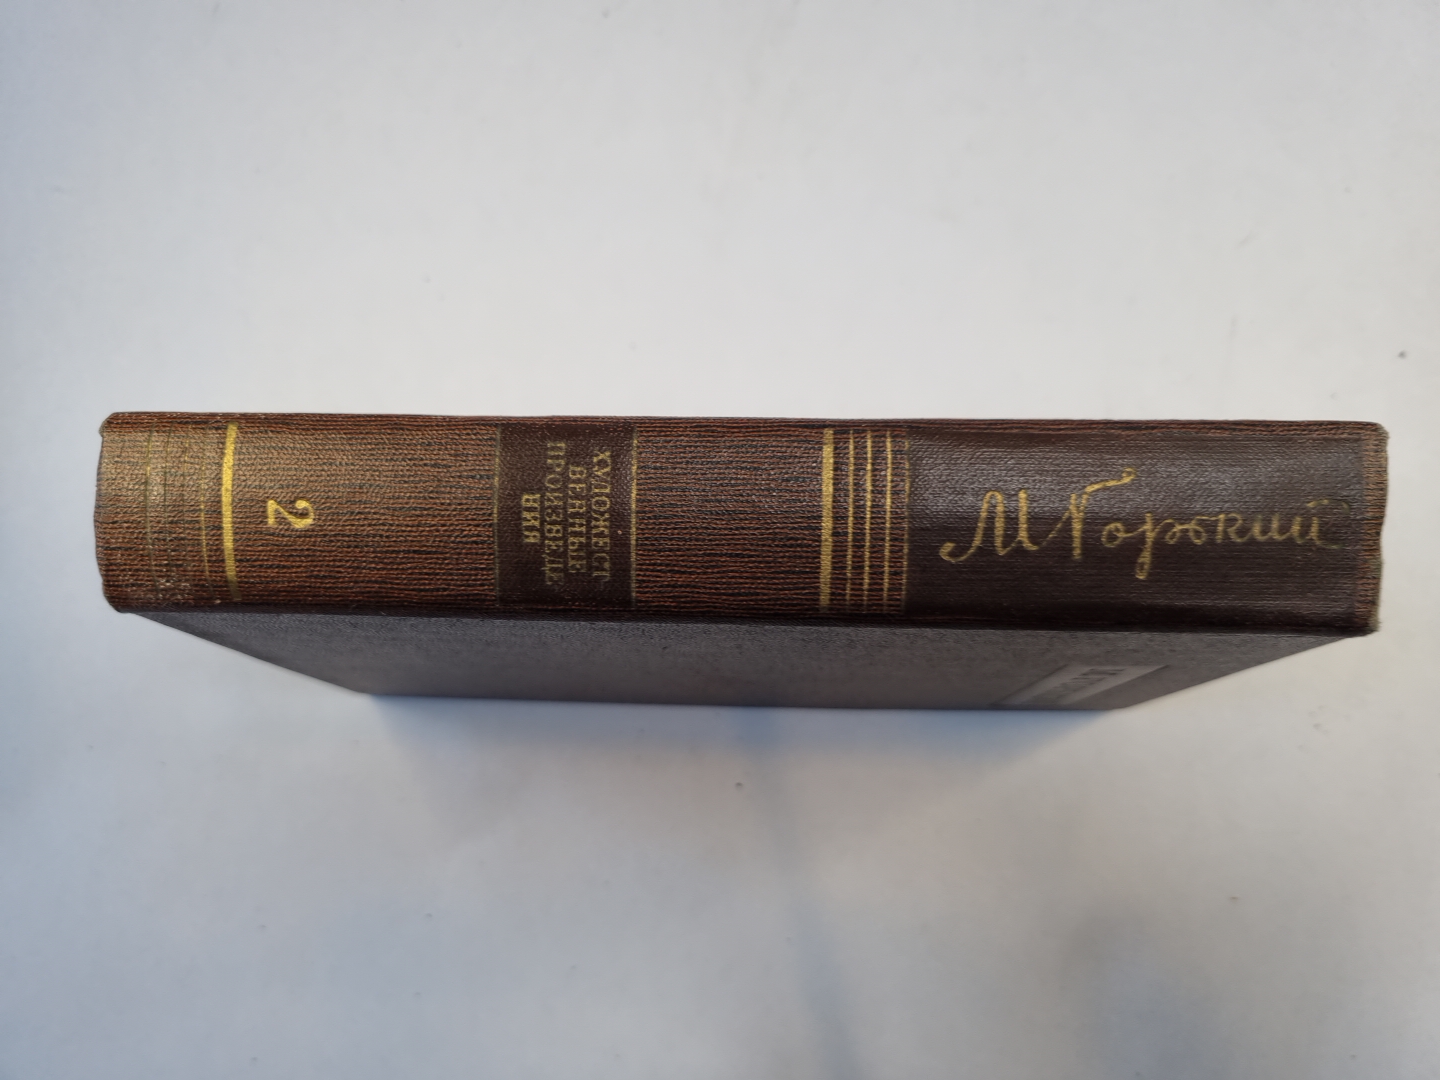 М Горький
ХУДОЖЕСТ-
ВЕННЫЕ
ПРОИЗВЕДЕ-
НИЯ
2